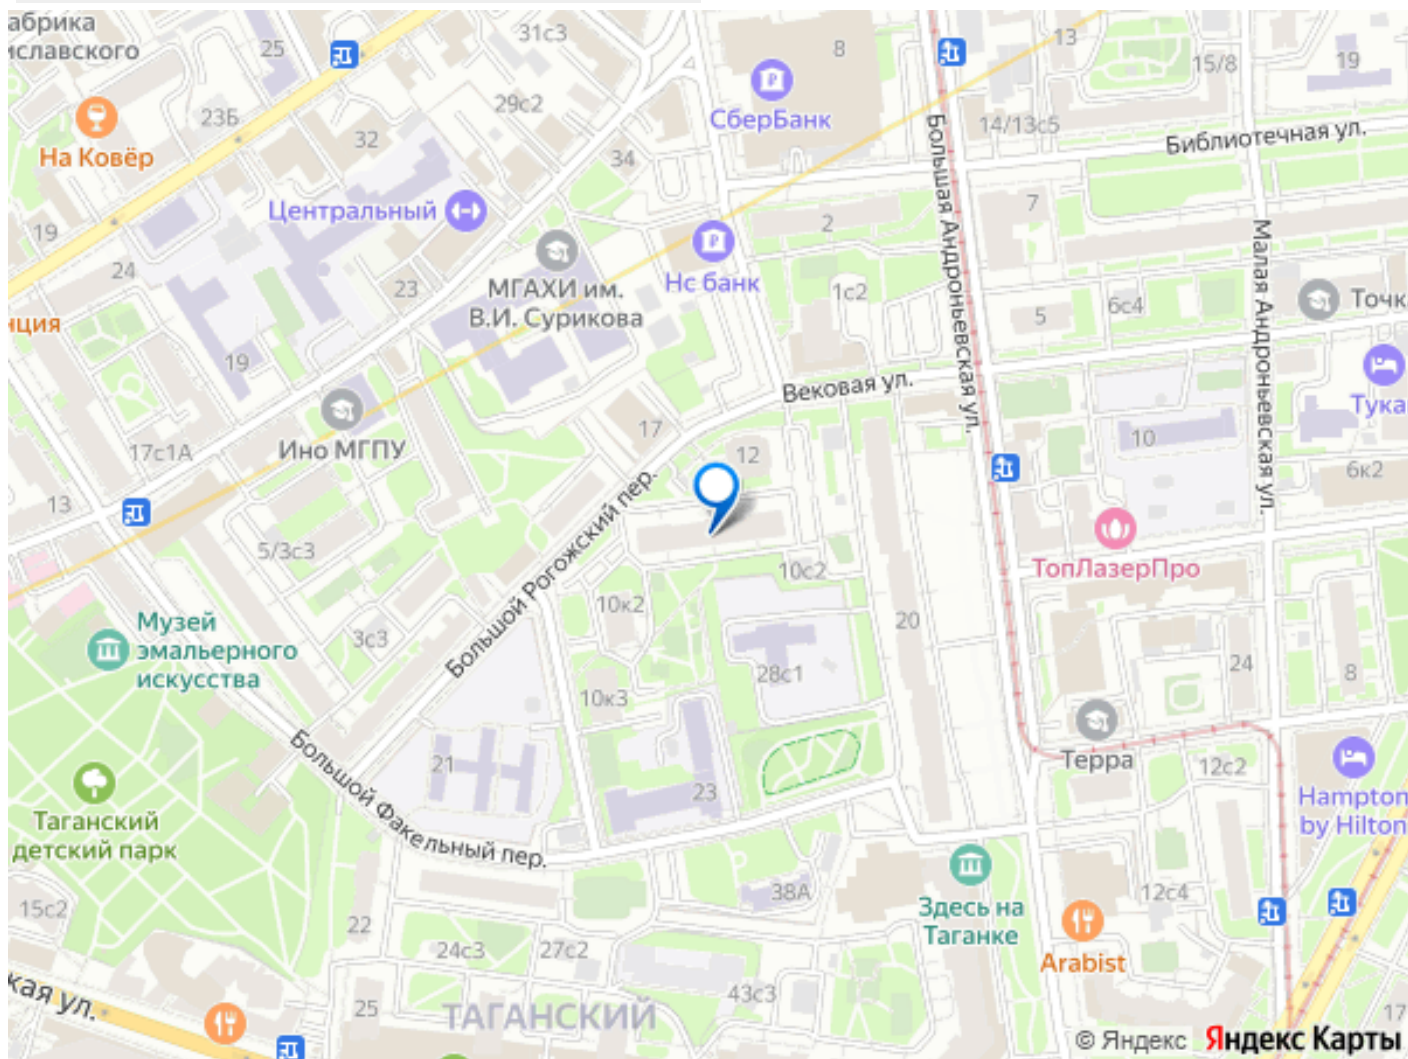 абрика
иславского
25
31с3
8
13
15/8
19
29с2
СберБанк
23Б
32
На Ковёр
34
14/13с5
Библиотечная ул.
Большая Андроньевская ул.
Центральный
7
2
19
Малая Андроньевская ул.
24
23
МГАХИ им.
В.И. Сурикова
Нс банк
1с2
6с4
5
Точк
нция
19
Вековая ул.
Тука
17
10
17с1А
Ино МГПУ
12
6к2
13
Большой Рогожский пер.
5/3с3
10с2
ТопЛазерПро
10к2
Музей
эмальерного
искусства
3с3
20
28с1
24
8
10к3
Большой Факельный пер.
21
Терра
12с2
23
Hampton
by Hilton
Таганский
детский парк
38А
12с4
15с2
22
Здесь на
Таганке
24с3
27с2
Arabist
кая ул.
25
43с3
ТАГАНСКИЙ
17
© Яндекс Яндекс Карты